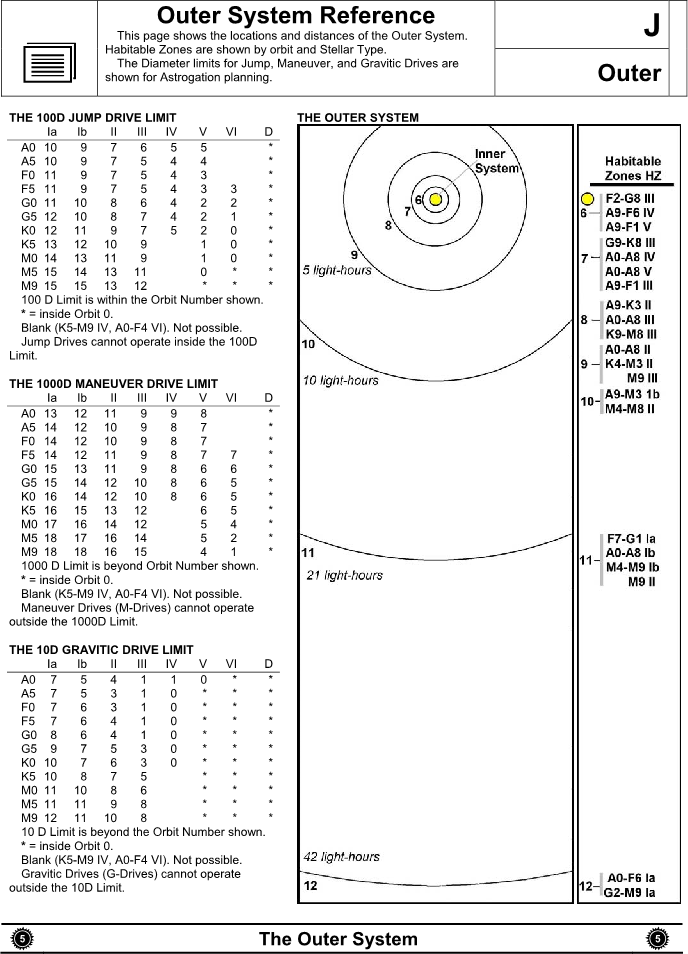 Outer System Reference
This page shows the locations and distances of the Outer System.
Habitable Zones are shown by orbit and Stellar Type.
The Diameter limits for Jump, Maneuver, and Gravitic Drives are
shown for Astrogation planning.
J
Outer
THE 100D JUMP DRIVE LIMIT
Ia Ib II III IV V VI D
A0 10 9 7 6 5 5 *
A5 10 9 7 5 4 4 *
F0 11 9 7 5 4 3 *
F5 11 9 7 5 4 3 3 *
G0 11 10 8 6 4 2 2 *
G5 12 10 8 7 4 2 1 *
K0 12 11 9 7 5 2 0 *
K5 13 12 10 9 1 0 *
M0 14 13 11 9 1 0 *
M5 15 14 13 11 0 * *
M9 15 15 13 12 * * *
100 D Limit is within the Orbit Number shown.
* = inside Orbit 0.
Blank (K5-M9 IV, A0-F4 VI). Not possible.
Jump Drives cannot operate inside the 100D
Limit.
THE 1000D MANEUVER DRIVE LIMIT
Ia Ib II III IV V VI D
A0 13 12 11 9 9 8 *
A5 14 12 10 9 8 7 *
F0 14 12 10 9 8 7 *
F5 14 12 11 9 8 7 7 *
G0 15 13 11 9 8 6 6 *
G5 15 14 12 10 8 6 5 *
K0 16 14 12 10 8 6 5 *
K5 16 15 13 12 6 5 *
M0 17 16 14 12 5 4 *
M5 18 17 16 14 5 2 *
M9 18 18 16 15 4 1 *
1000 D Limit is beyond Orbit Number shown.
* = inside Orbit 0.
Blank (K5-M9 IV, A0-F4 VI). Not possible.
Maneuver Drives (M-Drives) cannot operate
outside the 1000D Limit.
THE 10D GRAVITIC DRIVE LIMIT
Ia Ib II III IV V VI D
A0 7 5 4 1 1 0 * *
A5 7 5 3 1 0 * * *
F0 7 6 3 1 0 * * *
F5 7 6 4 1 0 * * *
G0 8 6 4 1 0 * * *
G5 9 7 5 3 0 * * *
K0 10 7 6 3 0 * * *
K5 10 8 7 5 * * *
M0 11 10 8 6 * * *
M5 11 11 9 8 * * *
M9 12 11 10 8 * * *
10 D Limit is beyond the Orbit Number shown.
* = inside Orbit 0.
Blank (K5-M9 IV, A0-F4 VI). Not possible.
Gravitic Drives (G-Drives) cannot operate
outside the 10D Limit.
THE OUTER SYSTEM
Inner
System
6
7
8
9
5 light-hours
10
10 light-hours
11
21 light-hours
42 light-hours
12
Habitable
Zones HZ
F2-G8 III
6 A9-F6 IV
A9-F1 V
G9-K8 III
7 A0-A8 IV
A0-A8 V
A9-F1 III
A9-K3 II
8 A0-A8 III
K9-M8 III
A0-A8 II
9 K4-M3 II
M9 III
10 A9-M3 1b
M4-M8 II
F7-G1 Ia
11 A0-A8 Ib
M4-M9 Ib
M9 II
A0-F6 Ia
12 G2-M9 Ia
5
The Outer System
5